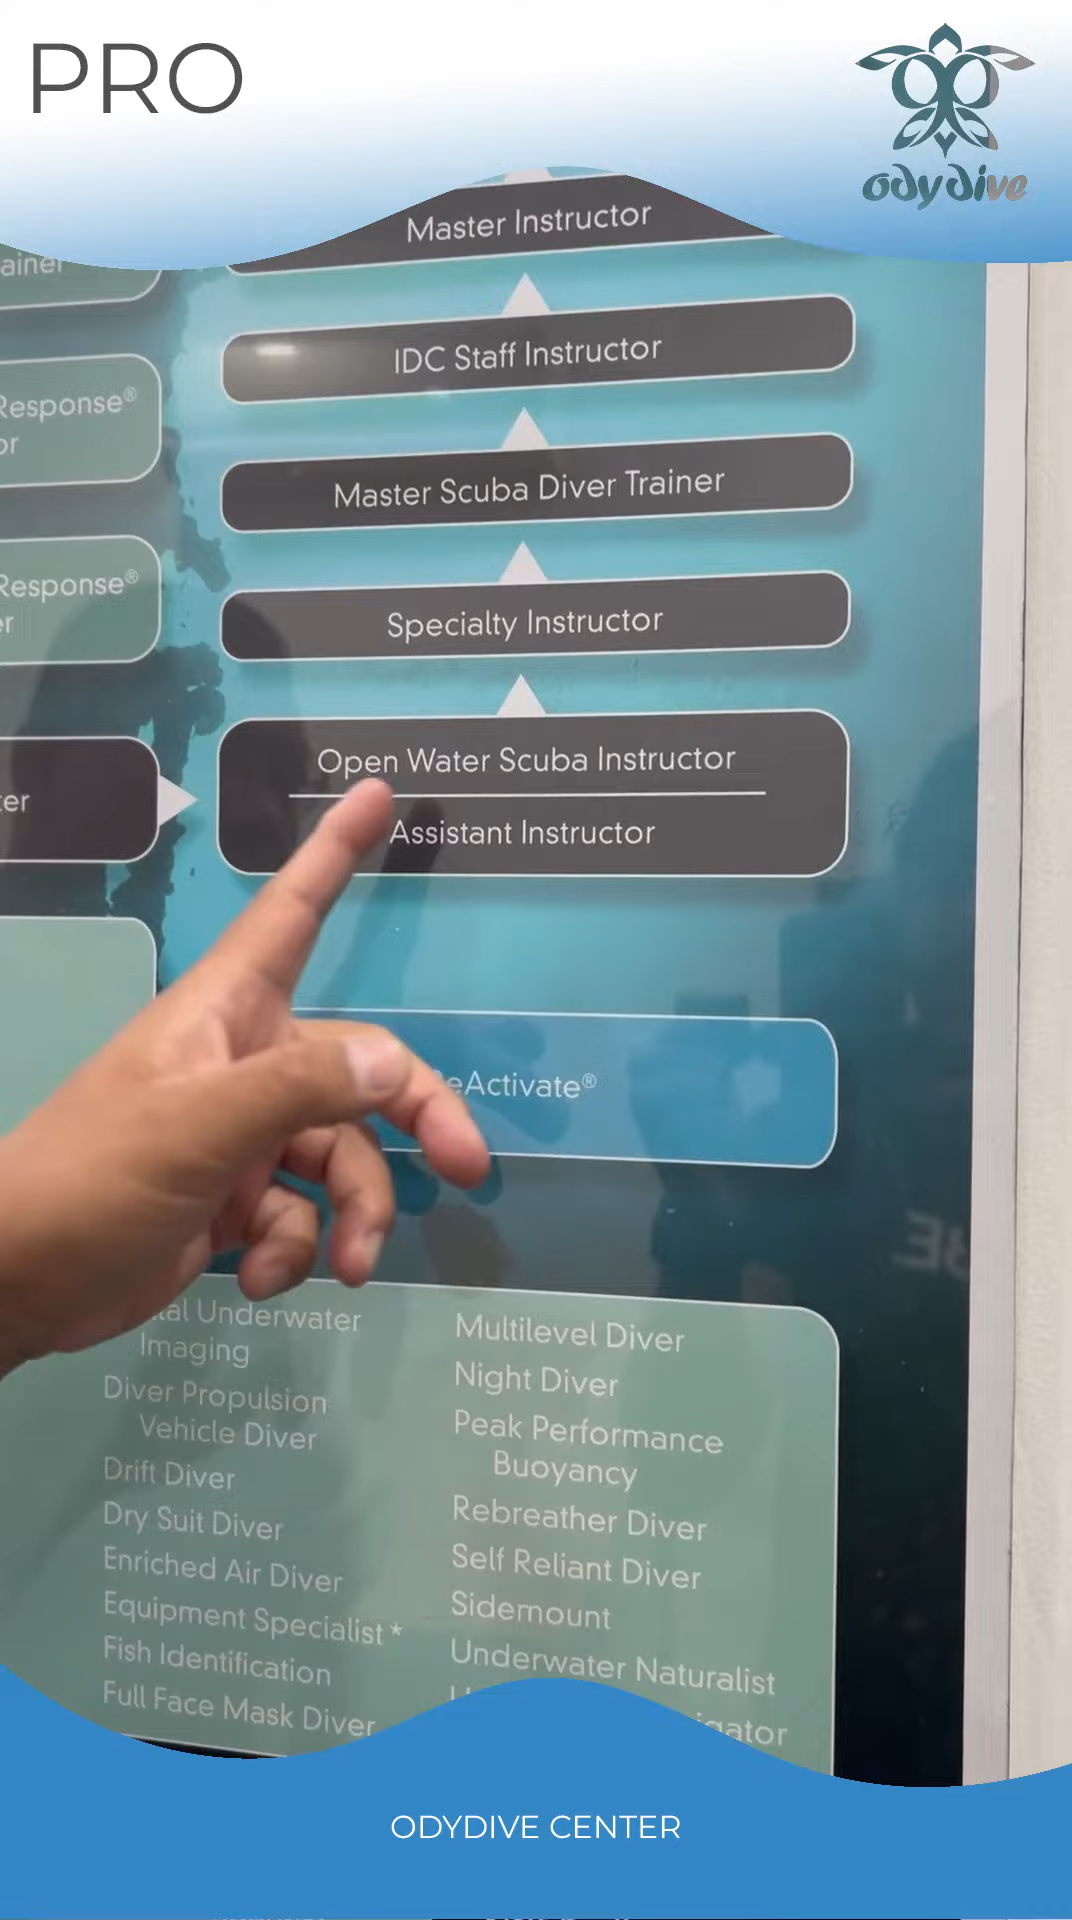 PRO
odydive
Master Instructor
IDC Staff Instructor
Master Scuba Diver Trainer
Specialty Instructor
Open Water Scuba Instructor
Assistant Instructor
Response®
Response®
Underwater
Imaging
Diver Propulsion
Vehicle Diver
Drift Diver
Dry Suit Diver
Enriched Air Diver
Equipment Specialist *
Fish Identification
Full Face Mask Diver
Multilevel Diver
Night Diver
Peak Performance
Buoyancy
Rebreather Diver
Self Reliant Diver
Sidemount
Underwater Naturalist
ODYDIVE CENTER